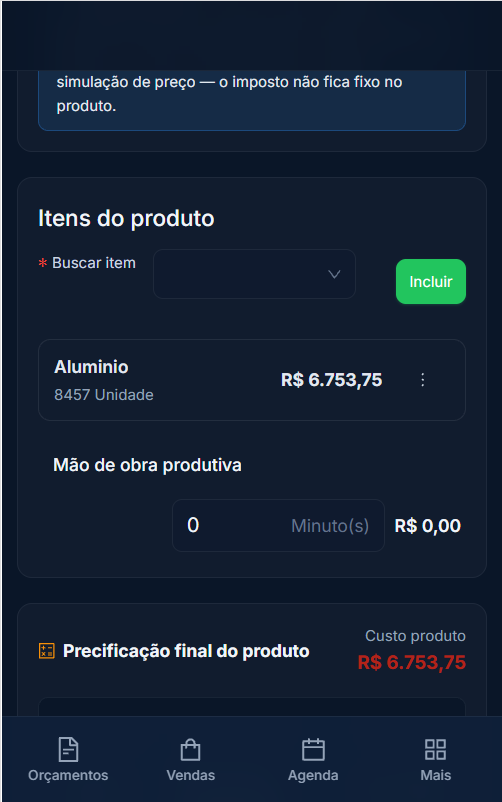 simulação de preço — o imposto não fica fixo no
produto.
Itens do produto
* Buscar item
Incluir
Aluminio
R$ 6.753,75
8457 Unidade
Mão de obra produtiva
0 Minuto(s) R$ 0,00
Custo produto
Precificação final do produto
R$ 6.753,75
Orçamentos Vendas Agenda Mais